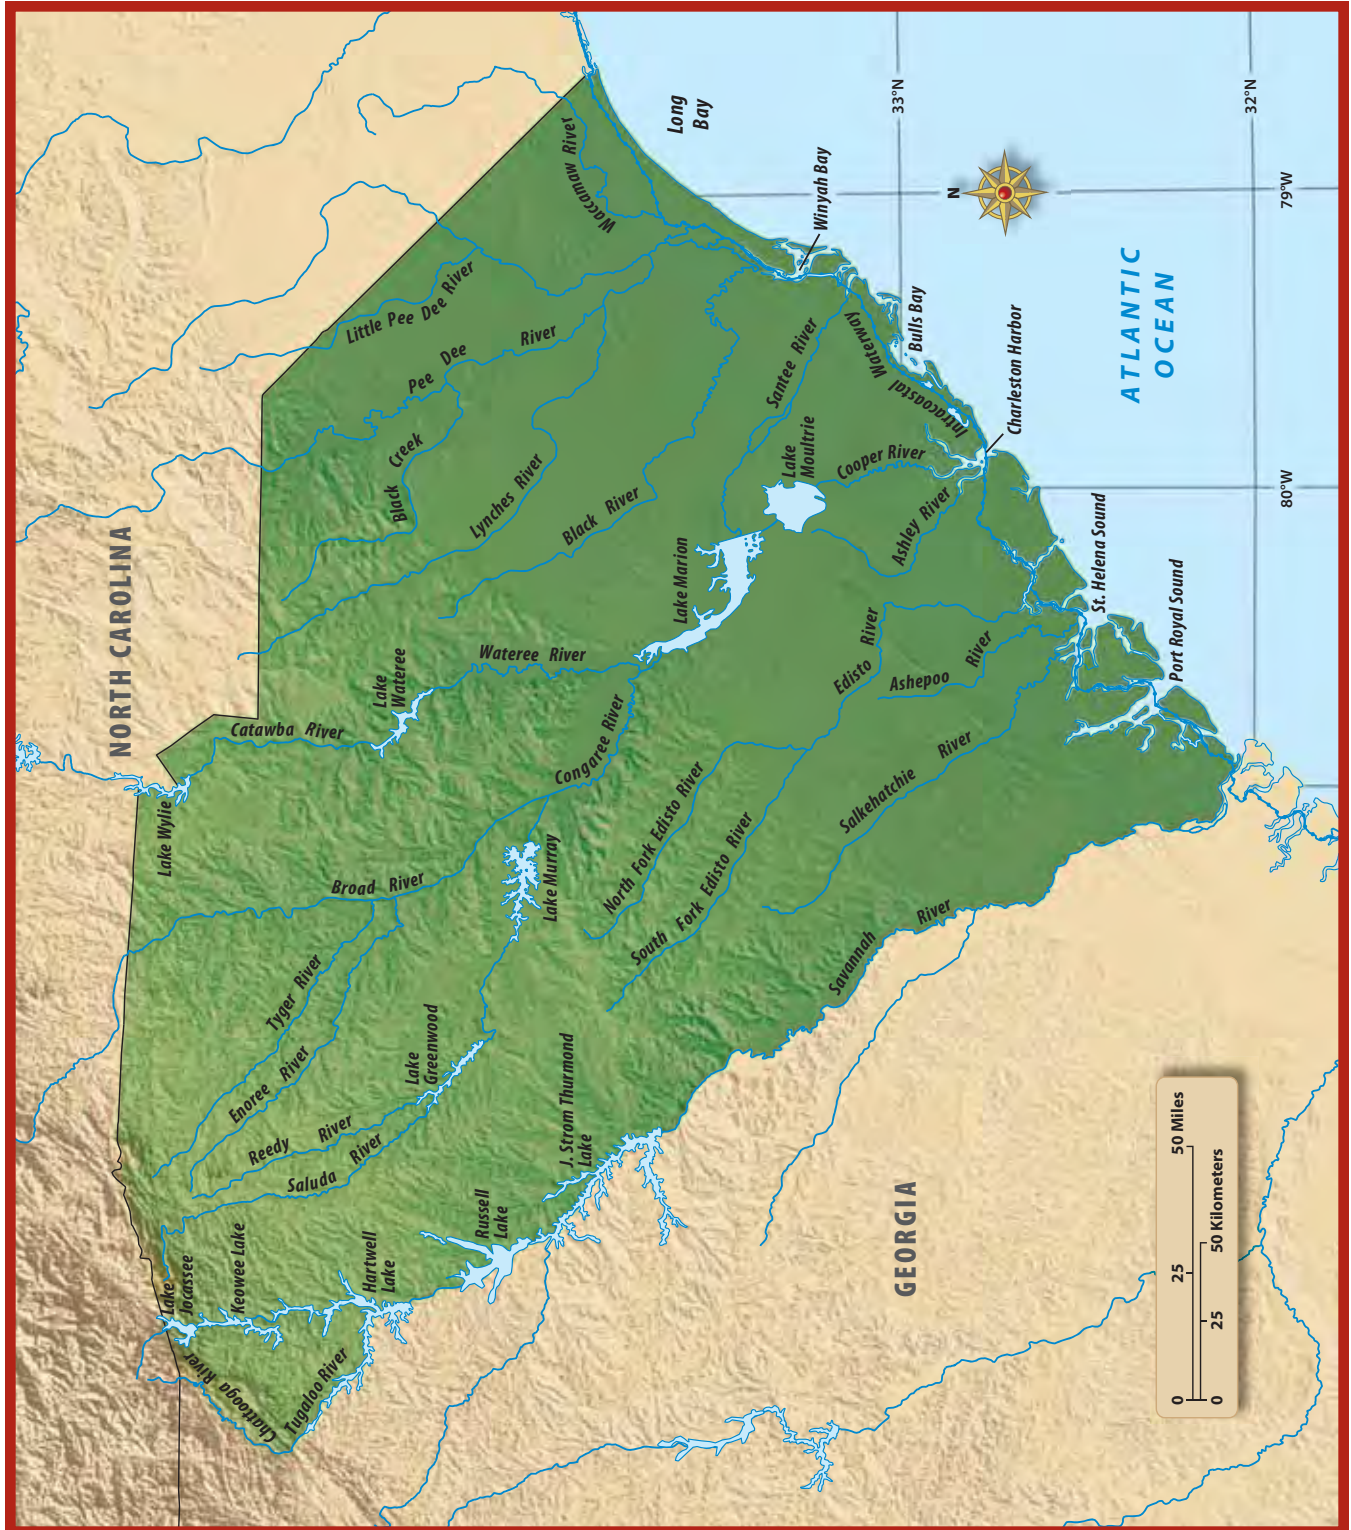 NORTH CAROLINA
GEORGIA
ATLANTIC
OCEAN
Long
Bay
Winyah Bay
Bulls Bay
Charleston Harbor
St. Helena Sound
Port Royal Sound
Intracoastal Waterway
Waccamaw River
Little Pee Dee River
Pee Dee River
Black Creek
Lynches River
Black River
Santee River
Lake
Moultrie
Cooper River
Ashley River
Lake Marion
Wateree River
Lake
Wateree
Catawba River
Lake Wylie
Congaree River
Broad River
Lake Murray
Edisto River
Ashepoo River
North Fork Edisto River
South Fork Edisto River
Salkehatchie River
Savannah River
Tyger River
Enoree River
Reedy River
Saluda River
Lake
Greenwood
J. Strom Thurmond
Lake
Russell
Lake
Hartwell
Lake
Keowee Lake
Lake
Jocassee
Chattooga River
Tugaloo River
33°N
32°N
79°W
80°W
N
0 25 50 Miles
0 25 50 Kilometers